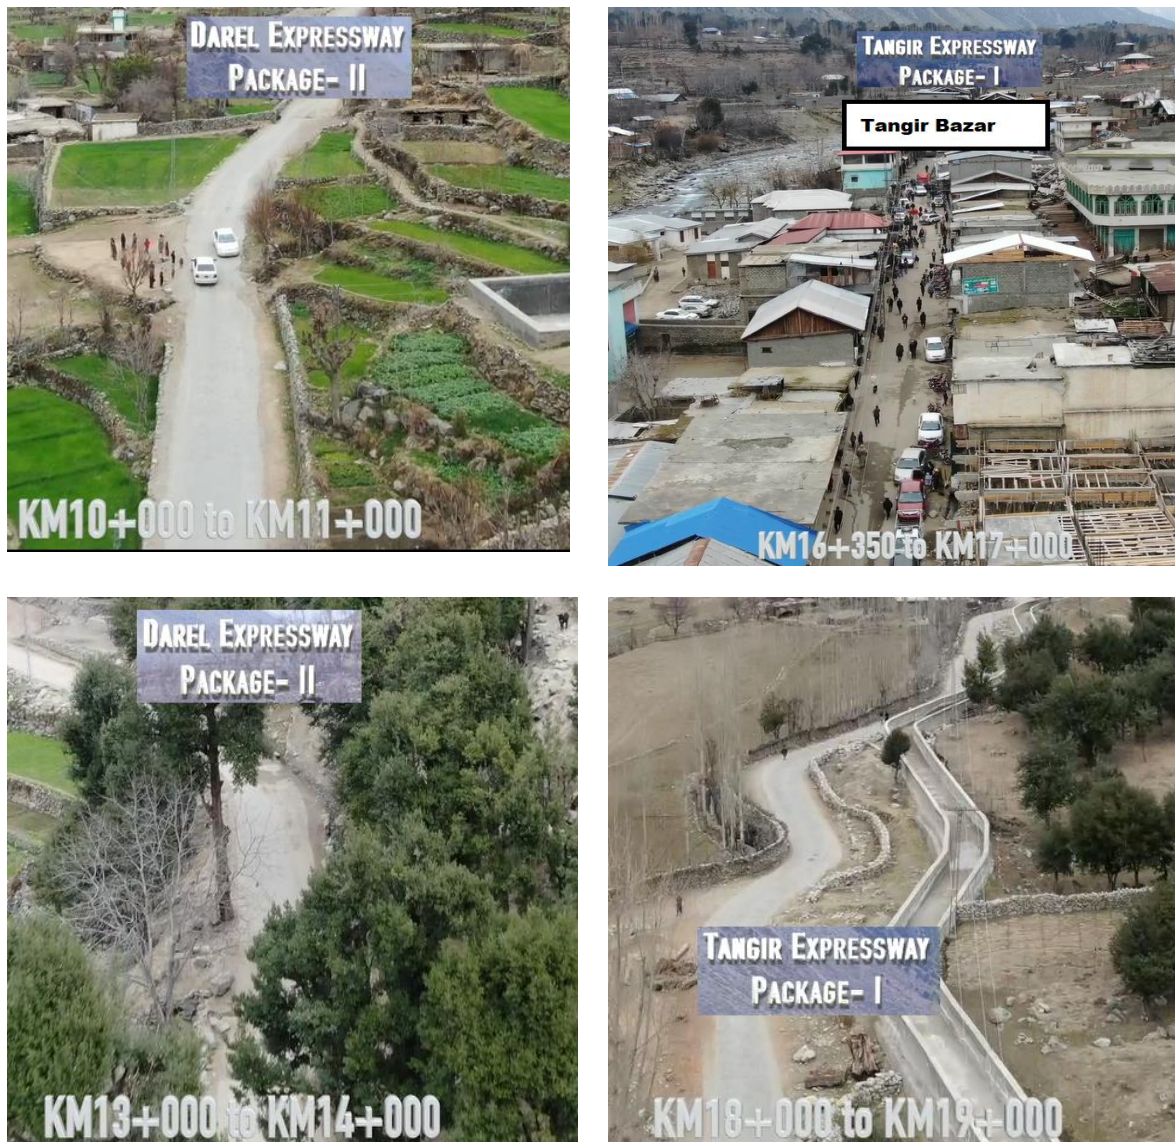 DAREL EXPRESSWAY
PACKAGE- II
KM10+000 to KM11+000
TANGIR EXPRESSWAY
PACKAGE- I
Tangir Bazar
KM16+350 to KM17+000
DAREL EXPRESSWAY
PACKAGE- II
KM13+000 to KM14+000
TANGIR EXPRESSWAY
PACKAGE- I
KM18+000 to KM19+000